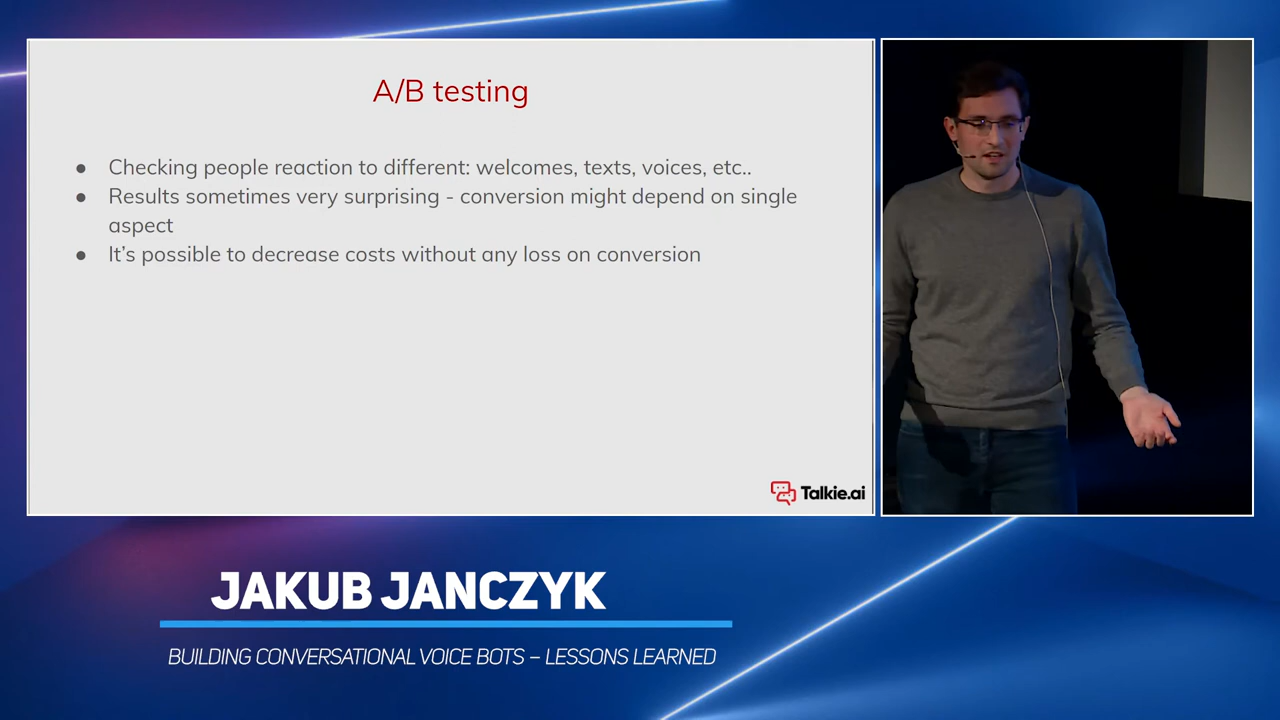 A/B testing
● Checking people rection to different: welcomes, texts, voices, etc..
● Results sometimes very surprising - conversion might depend on single
aspect
● It's possible to decrease costs without any loss on conversion
Talkie.ai
JAKUB JANCZYK
BUILDING CONVERSATIONAL VOICE BOTS – LESSONS LEARNED